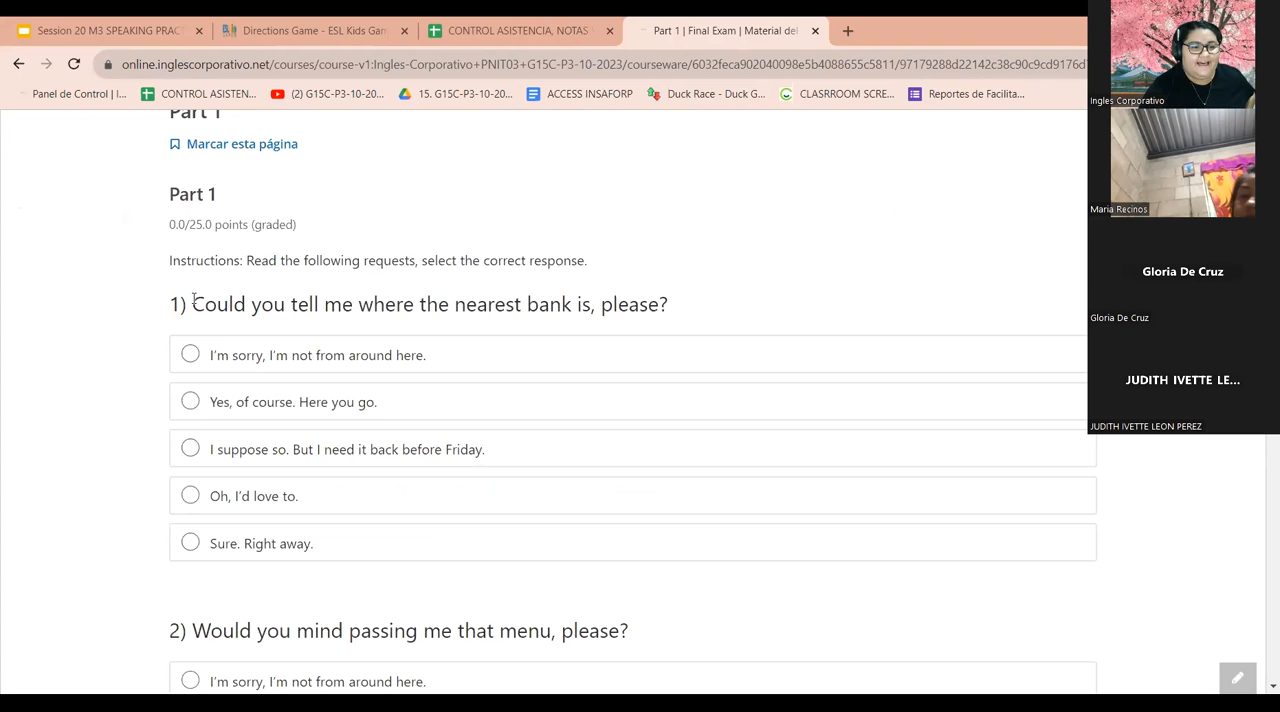 Session 20 M3 SPEAKING PRAC
Directions Game - ESL Kids Gan
CONTROL ASISTENCIA, NOTAS
Part 1 | Final Exam | Material del
online.inglescorporativo.net/courses/course-v1:Ingles-Corporativo+PNIT03+G15C-P3-10-2023/courseware/6032feca902040098e5b4088655c5811/97179288d22142c38c90c9cd9176d
Panel de Control | I...
CONTROL ASISTEN...
(2) G15C-P3-10-20...
15. G15C-P3-10-20...
ACCESS INSAFORP
Duck Race - Duck G...
CLASSROOM SCRE...
Reportes de Facilita...
Part 1
Marcar esta página
Part 1
0.0/25.0 points (graded)
Instructions: Read the following requests, select the correct response.
1) Could you tell me where the nearest bank is, please?
I'm sorry, I'm not from around here.
Yes, of course. Here you go.
I suppose so. But I need it back before Friday.
Oh, I'd love to.
Sure. Right away.
2) Would you mind passing me that menu, please?
I'm sorry, I'm not from around here.
Ingles Corporativo
Maria Recinos
Gloria De Cruz
Gloria De Cruz
JUDITH IVETTE LE...
JUDITH IVETTE LEON PEREZ